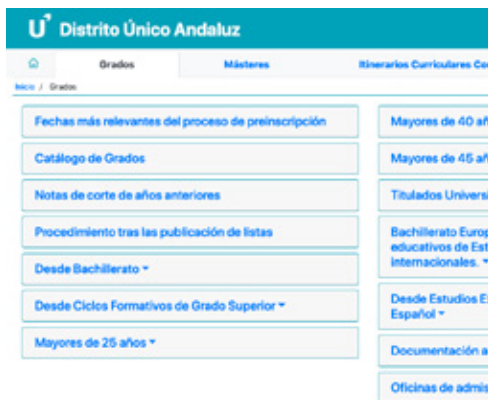 Distrito Único Andaluz
Grados
Másteres
Itinerarios Curriculares Co
Inicio / Grados
Fechas más relevantes del proceso de preinscripción
Catálogo de Grados
Notas de corte de años anteriores
Procedimiento tras las publicación de listas
Desde Bachillerato
Desde Ciclos Formativos de Grado Superior
Mayores de 25 años
Mayores de 40 añ
Mayores de 45 añ
Titulados Universi
Bachillerato Europ
educativos de Est
internacionales.
Desde Estudios E
Español
Documentación a
Oficinas de admis